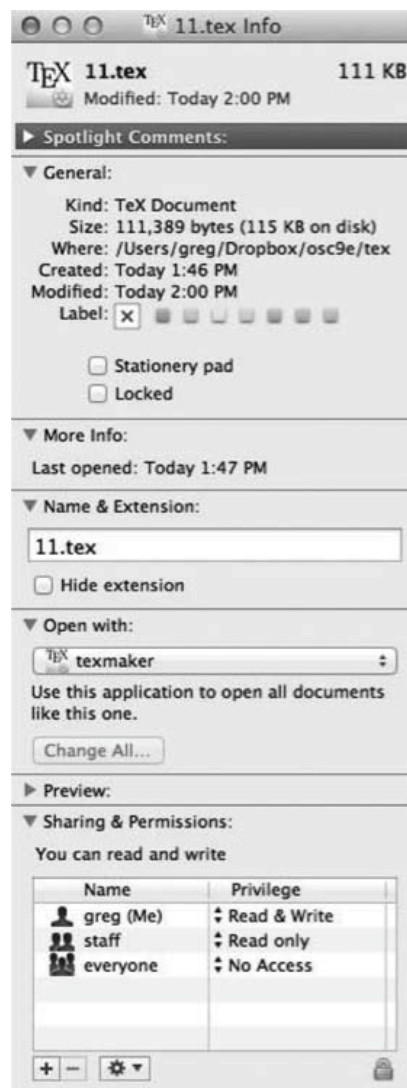 TEX 11.tex Info
TEX 11.tex 111 KB
Modified: Today 2:00 PM
Spotlight Comments:
General:
Kind: TeX Document
Size: 111,389 bytes (115 KB on disk)
Where: /Users/greg/Dropbox/osc9e/tex
Created: Today 1:46 PM
Modified: Today 2:00 PM
Label:
Stationery pad
Locked
More Info:
Last opened: Today 1:47 PM
Name & Extension:
11.tex
Hide extension
Open with:
TEX texmaker
Use this application to open all documents
like this one.
Change All...
Preview:
Sharing & Permissions:
You can read and write
Name Privilege
greg (Me) Read & Write
staff Read only
everyone No Access